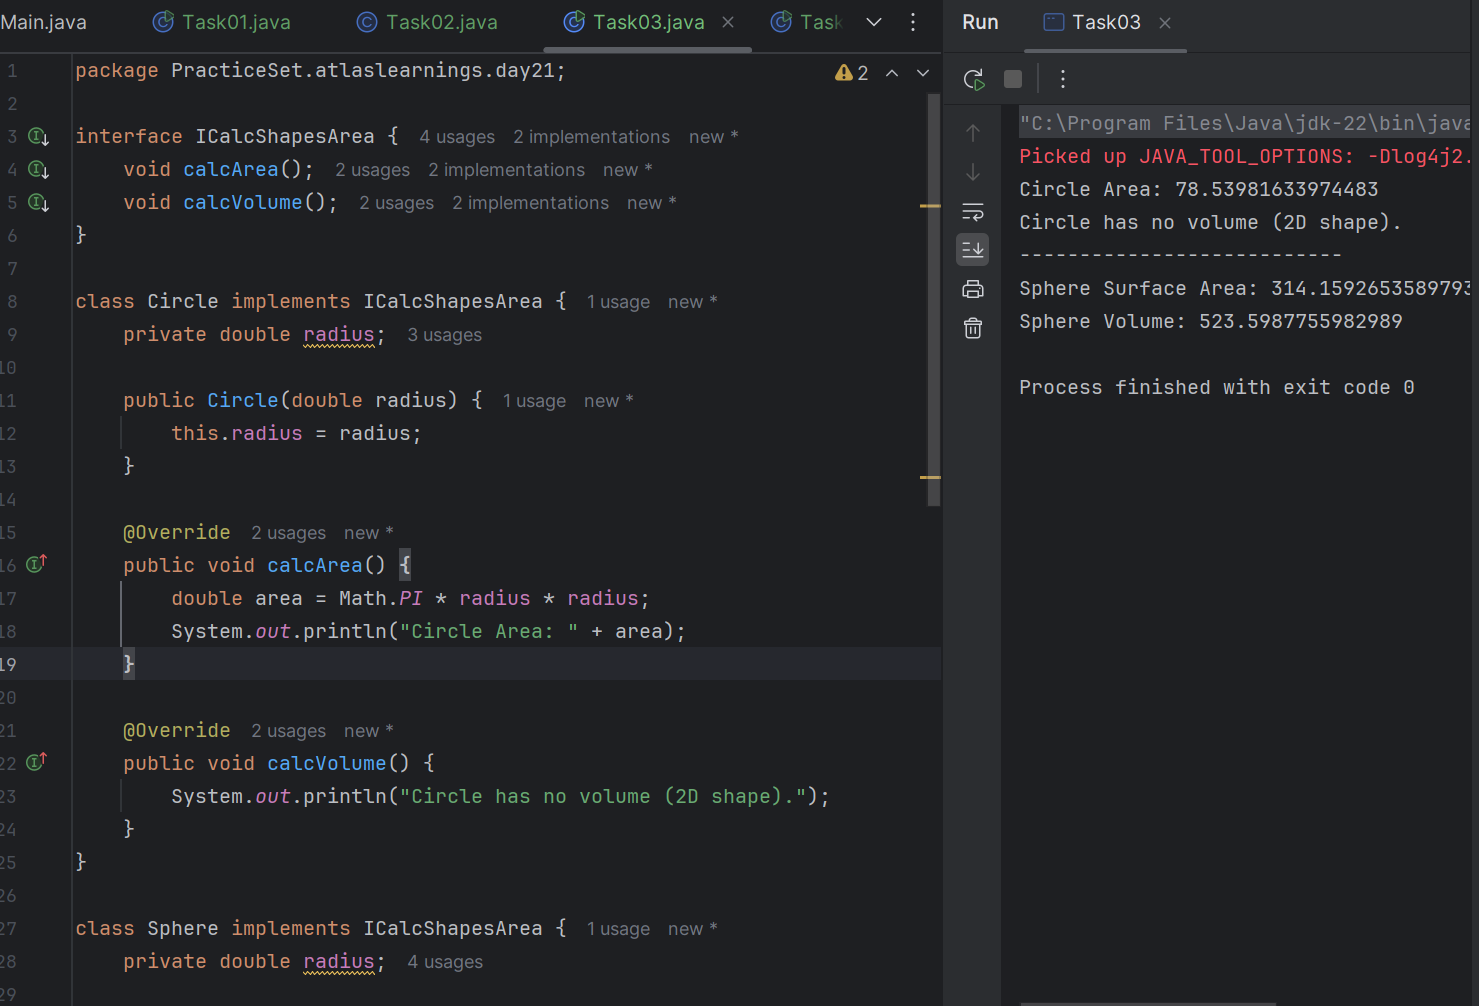 Main.java Task01.java Task02.java Task03.java Task
Run Task03
1 package PracticeSet.atlaslearnings.day21;
2
3 interface ICalcShapesArea { 4 usages 2 implementations new *
4 void calcArea(); 2 usages 2 implementations new *
5 void calcVolume(); 2 usages 2 implementations new *
6 }
7
8 class Circle implements ICalcShapesArea { 1 usage new *
9 private double radius; 3 usages
10
11 public Circle(double radius) { 1 usage new *
12 this.radius = radius;
13 }
14
15 @Override 2 usages new *
16 public void calcArea() {
17 double area = Math.PI * radius * radius;
18 System.out.println("Circle Area: " + area);
19 }
20
21 @Override 2 usages new *
22 public void calcVolume() {
23 System.out.println("Circle has no volume (2D shape).");
24 }
25 }
26
27 class Sphere implements ICalcShapesArea { 1 usage new *
28 private double radius; 4 usages
29
2
"C:\Program Files\Java\jdk-22\bin\java
Picked up JAVA_TOOL_OPTIONS: -Dlog4j2.
Circle Area: 78.53981633974483
Circle has no volume (2D shape).
---------------------------
Sphere Surface Area: 314.1592653589793
Sphere Volume: 523.5987755982989
Process finished with exit code 0